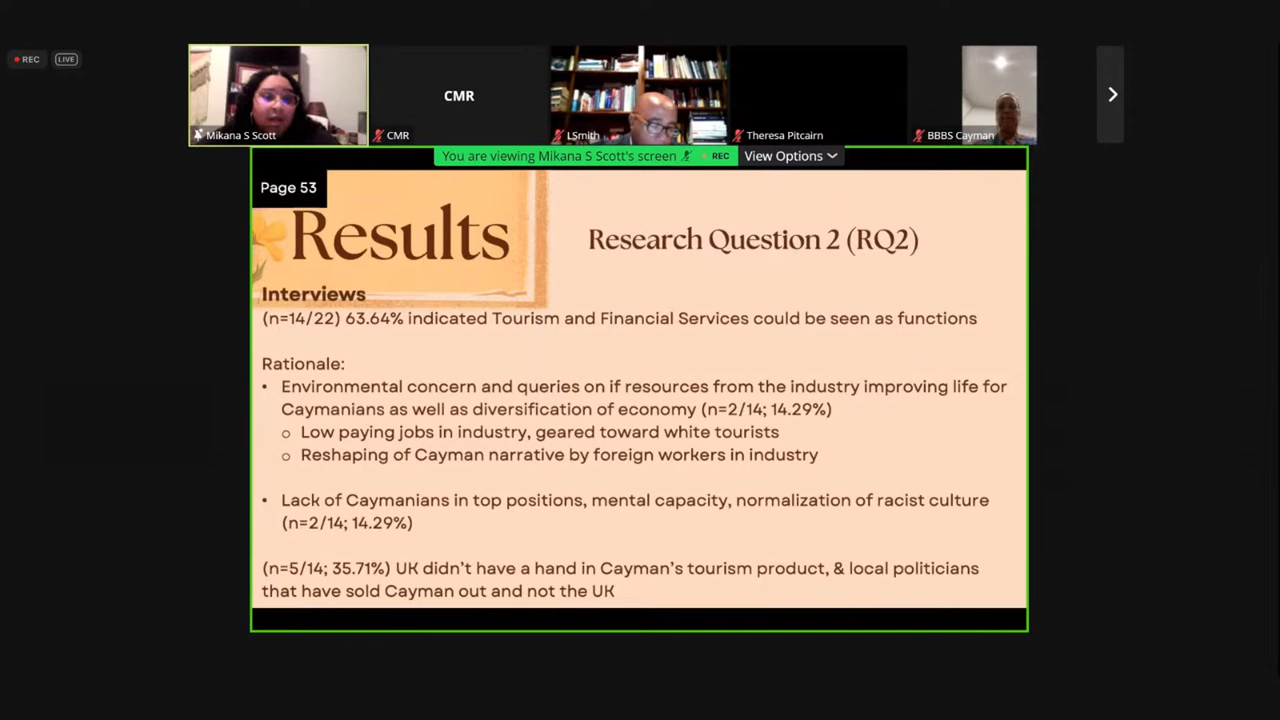 REC
LIVE
CMR
Mikana S Scott
CMR
LSmith
Theresa Pitcairn
BBBS Cayman
You are viewing Mikana S Scott's screen
REC
View Options
Page 53
Results
Research Question 2 (RQ2)
Interviews
(n=14/22) 63.64% indicated Tourism and Financial Services could be seen as functions
Rationale:
• Environmental concern and queries on if resources from the industry improving life for
Caymanians as well as diversification of economy (n=2/14; 14.29%)
○ Low paying jobs in industry, geared toward white tourists
○ Reshaping of Cayman narrative by foreign workers in industry
• Lack of Caymanians in top positions, mental capacity, normalization of racist culture
(n=2/14; 14.29%)
(n=5/14; 35.71%) UK didn't have a hand in Cayman's tourism product, & local politicians
that have sold Cayman out and not the UK